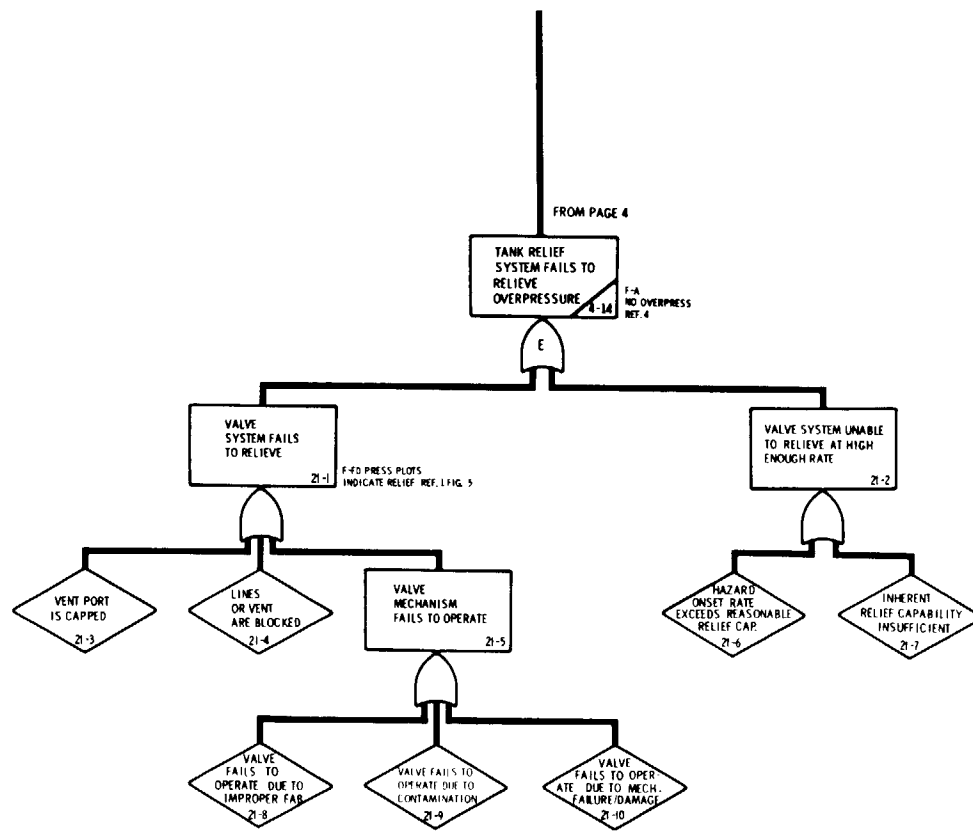 FROM PAGE 4
TANK RELIEF
SYSTEM FAILS TO
RELIEVE
OVERPRESSURE
4-14
F-A
NO OVERPRESS
REF. 4
E
VALVE
SYSTEM FAILS
TO RELIEVE
21-1
F-FD PRESS PLOTS
INDICATE RELIEF REF. 1 FIG. 5
VALVE SYSTEM UNABLE
TO RELIEVE AT HIGH
ENOUGH RATE
21-2
VENT PORT
IS CAPPED
21-3
LINES
OR VENT
ARE BLOCKED
21-4
VALVE
MECHANISM
FAILS TO OPERATE
21-5
HAZARD
ONSET RATE
EXCEEDS REASONABLE
RELIEF CAP.
21-6
INHERENT
RELIEF CAPABILITY
INSUFFICIENT
21-7
VALVE
FAILS TO
OPERATE DUE TO
IMPROPER FAB
21-8
VALVE FAILS TO
OPERATE DUE TO
CONTAMINATION
21-9
VALVE
FAILS TO OPER-
ATE DUE TO MECH.
FAILURE/DAMAGE
21-10